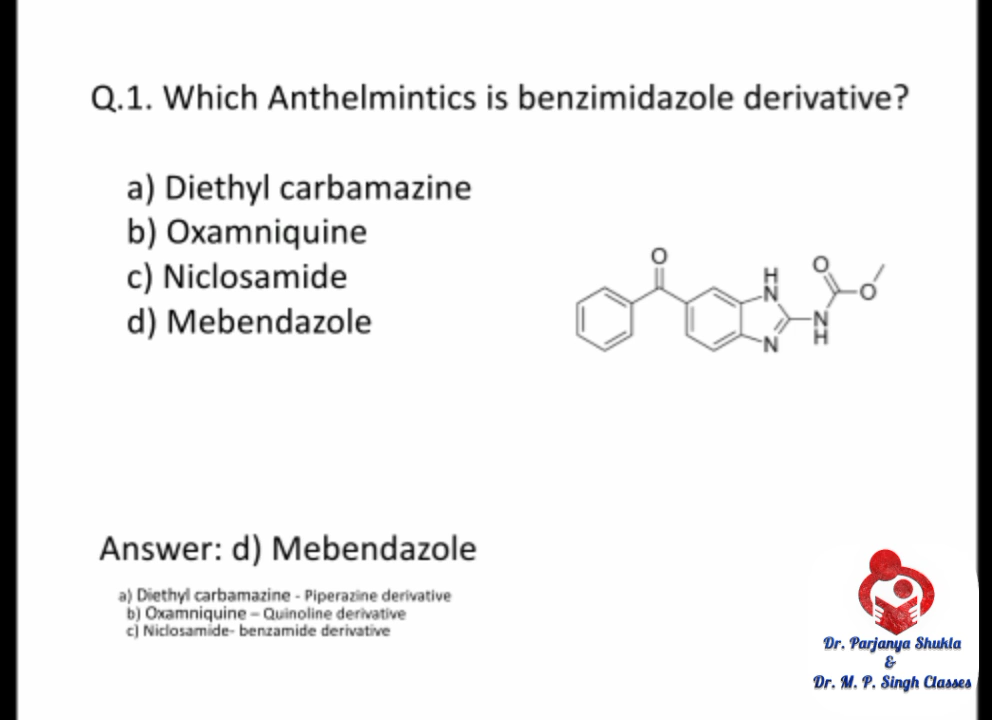 Q.1. Which Anthelmintics is benzimidazole derivative?
a) Diethyl carbamazine
b) Oxamniquine
c) Niclosamide
d) Mebendazole
O
H
N
N
N
H
O
O
Answer: d) Mebendazole
a) Diethyl carbamazine - Piperazine derivative
b) Oxamniquine – Quinoline derivative
c) Niclosamide- benzamide derivative
Dr. Parjanya Shukla
&
Dr. M. P. Singh Classes